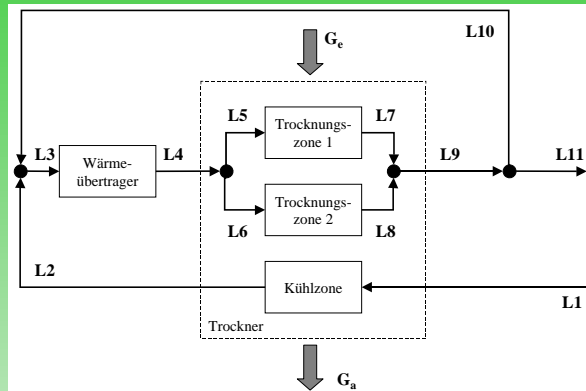 L10
Ge
L5
L7
Trocknungs-
zone 1
L3
L4
L9
L11
Wärme-
übertrager
Trocknungs-
zone 2
L6
L8
L2
Kühlzone
L1
Trockner
Ga